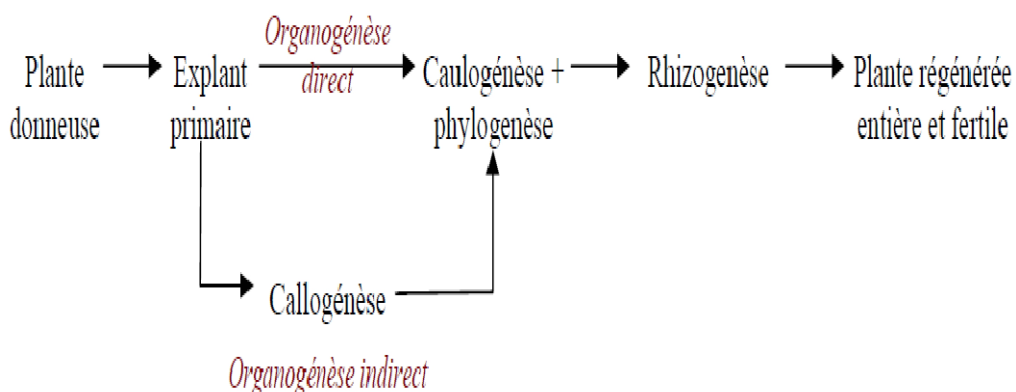 Organogénèse
direct
Plante
donneuse
Explant
primaire
Caulogénèse +
phylogenèse
Rhizogenèse
Plante régénérée
entière et fertile
Callogénèse
Organogénèse indirect